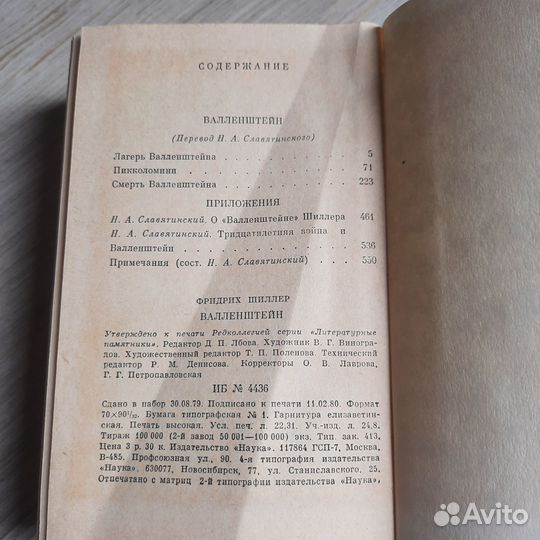 СОДЕРЖАНИЕ
ВАЛЛЕНШТЕЙН
(Перевод Н. А. Славятинского)
Лагерь Валленштейна . . . . . . . . . . 5
Пикколомини . . . . . . . . . . . . . 71
Смерть Валленштейна . . . . . . . . . . 223
ПРИЛОЖЕНИЯ
Н. А. Славятинский. О «Валленштейне» Шиллера 461
Н. А. Славятинский. Тридцатилетняя война и
Валленштейн . . . . . . . . . . . . . 536
Примечания (сост. Н. А. Славятинский) . . . . 550
ФРИДРИХ ШИЛЛЕР
ВАЛЛЕНШТЕЙН
Утверждено к печати Редколлегией серии «Литературные
памятники». Редактор Д. П. Лбова. Художник В. Г. Виногра-
дов. Художественный редактор Т. П. Поленова. Технический
редактор Р. М. Денисова. Корректоры О. В. Лаврова,
Г. Г. Петропавловская
ИБ № 4436
Сдано в набор 30.08.79. Подписано к печати 11.02.80. Формат
70×90¹/₃₂. Бумага типографская № 1. Гарнитура елизаветин-
ская. Печать высокая. Усл. печ. л. 22,31. Уч.-изд. л. 24,8.
Тираж 100 000 (2-й завод 50 001—100 000) экз. Тип. зак. 413.
Цена 3 р. 30 к. Издательство «Наука». 117864 ГСП-7, Москва,
В-485. Профсоюзная ул., 90. 4-я типография издательства
«Наука». 630077, Новосибирск, 77, ул. Станиславского, 25.
Отпечатано с матриц 2-й типографии издательства «Наука».
Avito